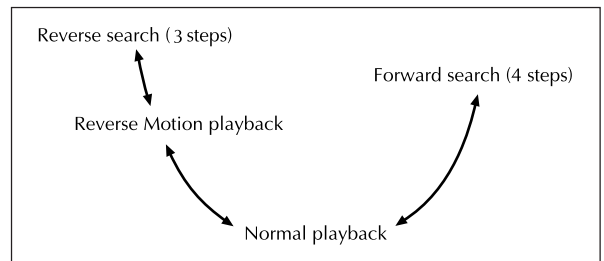 Reverse search (3 steps)
Forward search (4 steps)
Reverse Motion playback
Normal playback